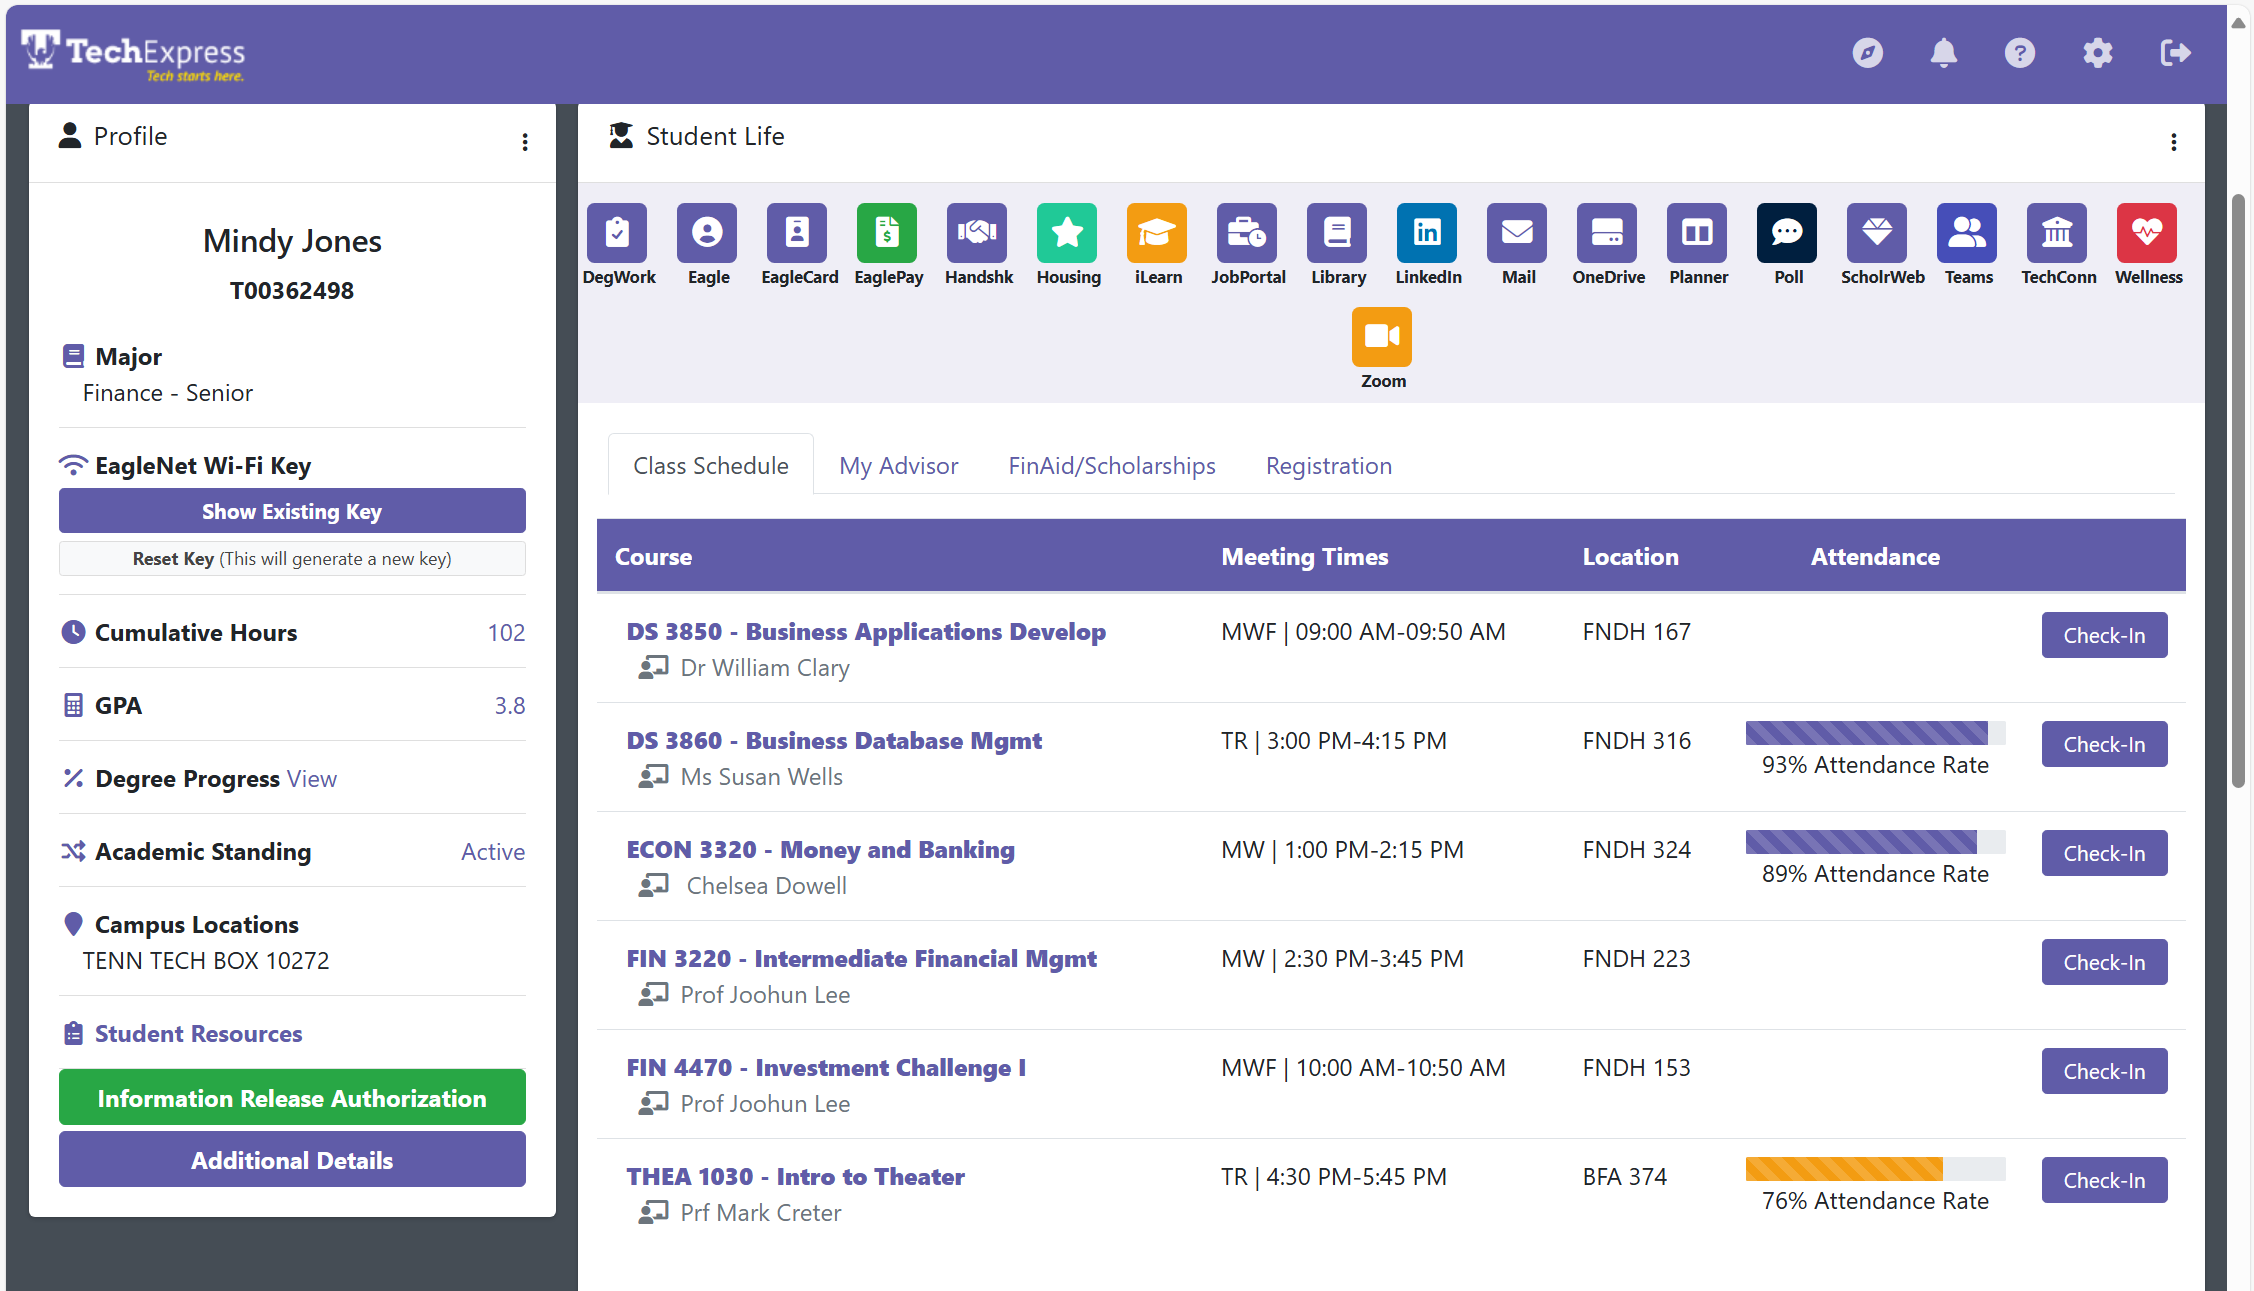 TechExpress
Tech starts here.
Profile
Mindy Jones
T00362498
Major
Finance - Senior
EagleNet Wi-Fi Key
Show Existing Key
Reset Key (This will generate a new key)
Cumulative Hours 102
GPA 3.8
Degree Progress View
Academic Standing Active
Campus Locations
TENN TECH BOX 10272
Student Resources
Information Release Authorization
Additional Details
Student Life
DegWork Eagle EagleCard EaglePay Handshk Housing iLearn JobPortal Library LinkedIn Mail OneDrive Planner Poll ScholrWeb Teams TechConn Wellness
Zoom
Class Schedule My Advisor FinAid/Scholarships Registration
Course Meeting Times Location Attendance
DS 3850 - Business Applications Develop MWF | 09:00 AM-09:50 AM FNDH 167 Check-In
Dr William Clary
DS 3860 - Business Database Mgmt TR | 3:00 PM-4:15 PM FNDH 316 Check-In
Ms Susan Wells 93% Attendance Rate
ECON 3320 - Money and Banking MW | 1:00 PM-2:15 PM FNDH 324 Check-In
Chelsea Dowell 89% Attendance Rate
FIN 3220 - Intermediate Financial Mgmt MW | 2:30 PM-3:45 PM FNDH 223 Check-In
Prof Joohun Lee
FIN 4470 - Investment Challenge I MWF | 10:00 AM-10:50 AM FNDH 153 Check-In
Prof Joohun Lee
THEA 1030 - Intro to Theater TR | 4:30 PM-5:45 PM BFA 374 Check-In
Prf Mark Creter 76% Attendance Rate